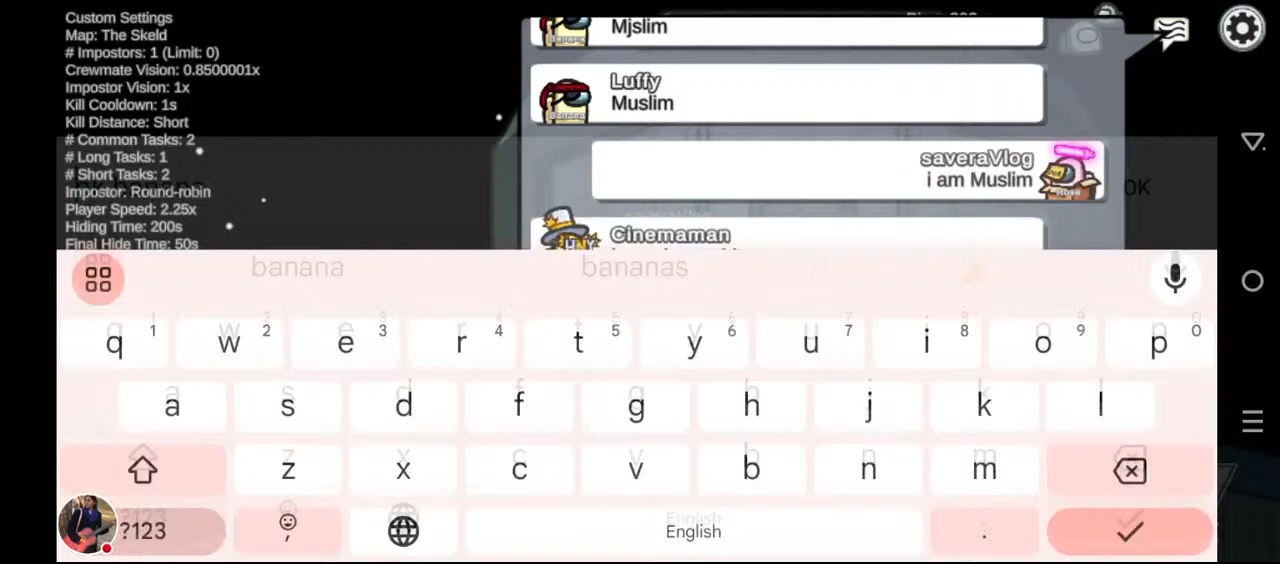 Custom Settings
Map: The Skeld
# Impostors: 1 (Limit: 0)
Crewmate Vision: 0.8500001x
Impostor Vision: 1x
Kill Cooldown: 1s
Kill Distance: Short
# Common Tasks: 2
# Long Tasks: 1
# Short Tasks: 2
Impostor: Round-robin
Player Speed: 2.25x
Hiding Time: 200s
Final Hide Time: 50s
Mjslim
Luffy
Muslim
Banana
saveraVlog
i am Muslim
Rose
OK
Cinemaman
banana bananas
q 1 w 2 e 3 r 4 t 5 y 6 u 7 i 8 o 9 p 0
a s d f g h j k l
z x c v b n m
?123 , English .